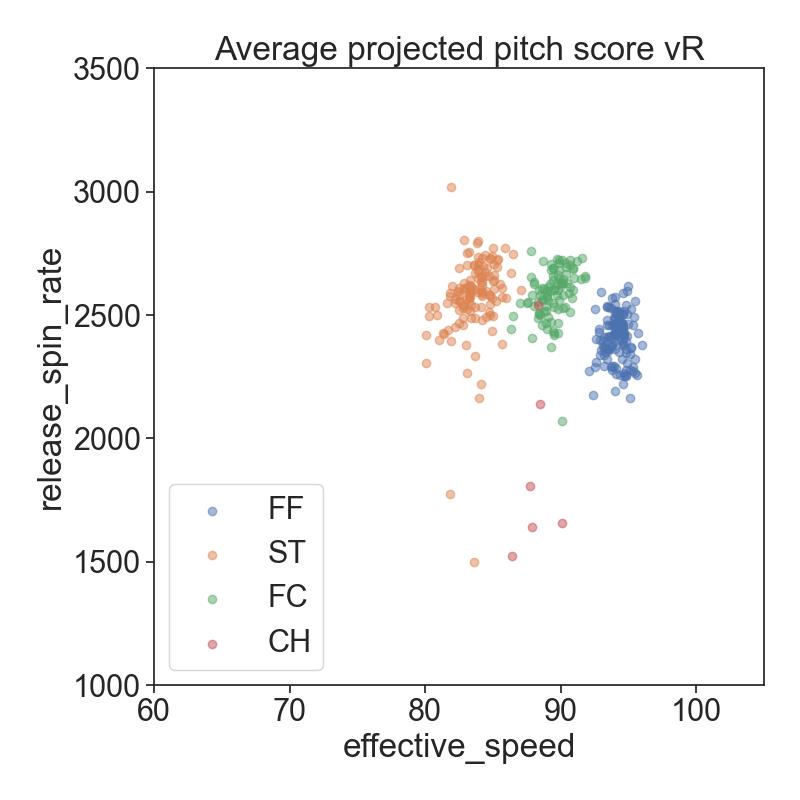 Average projected pitch score vR
3500
3000
2500
2000
1500
1000
release_spin_rate
FF
ST
FC
CH
60 70 80 90 100
effective_speed